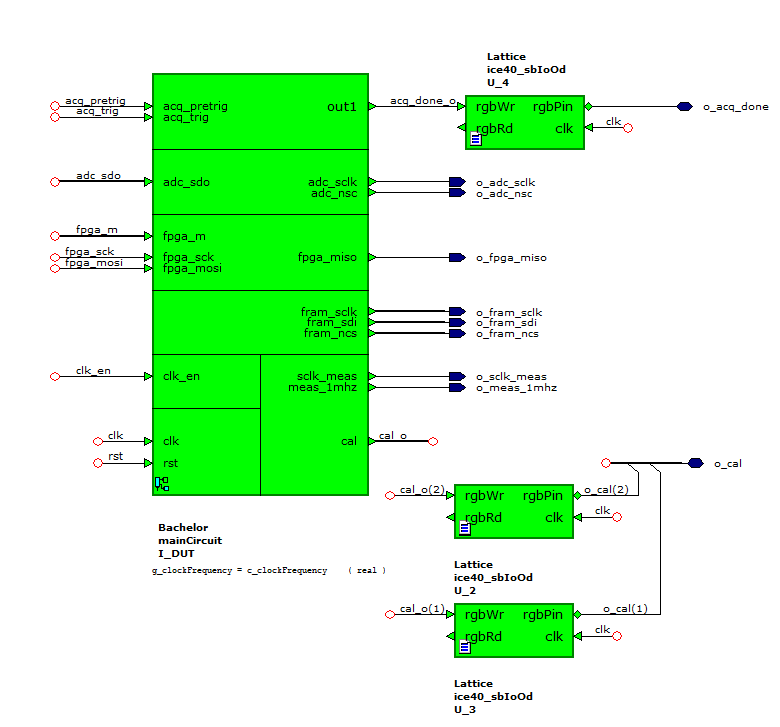 Lattice
ice40_sbIoOd
U_4
acq_pretrig
acq_trig
acq_pretrig
acq_trig
out1
acq_done_o
rgbWr
rgbPin
o_acq_done
rgbRd
clk
clk
adc_sdo
adc_sdo
adc_sclk
adc_nsc
o_adc_sclk
o_adc_nsc
fpga_m
fpga_m
fpga_sck
fpga_mosi
fpga_sck
fpga_mosi
fpga_miso
o_fpga_miso
fram_sclk
fram_sdi
fram_ncs
o_fram_sclk
o_fram_sdi
o_fram_ncs
clk_en
clk_en
sclk_meas
meas_1mhz
o_sclk_meas
o_meas_1mhz
clk
clk
cal
cal_o
rst
rst
o_cal
cal_o(2)
rgbWr
rgbPin
o_cal(2)
rgbRd
clk
clk
Bachelor
mainCircuit
I_DUT
g_clockFrequency = c_clockFrequency    ( real )
Lattice
ice40_sbIoOd
U_2
cal_o(1)
rgbWr
rgbPin
o_cal(1)
rgbRd
clk
clk
Lattice
ice40_sbIoOd
U_3